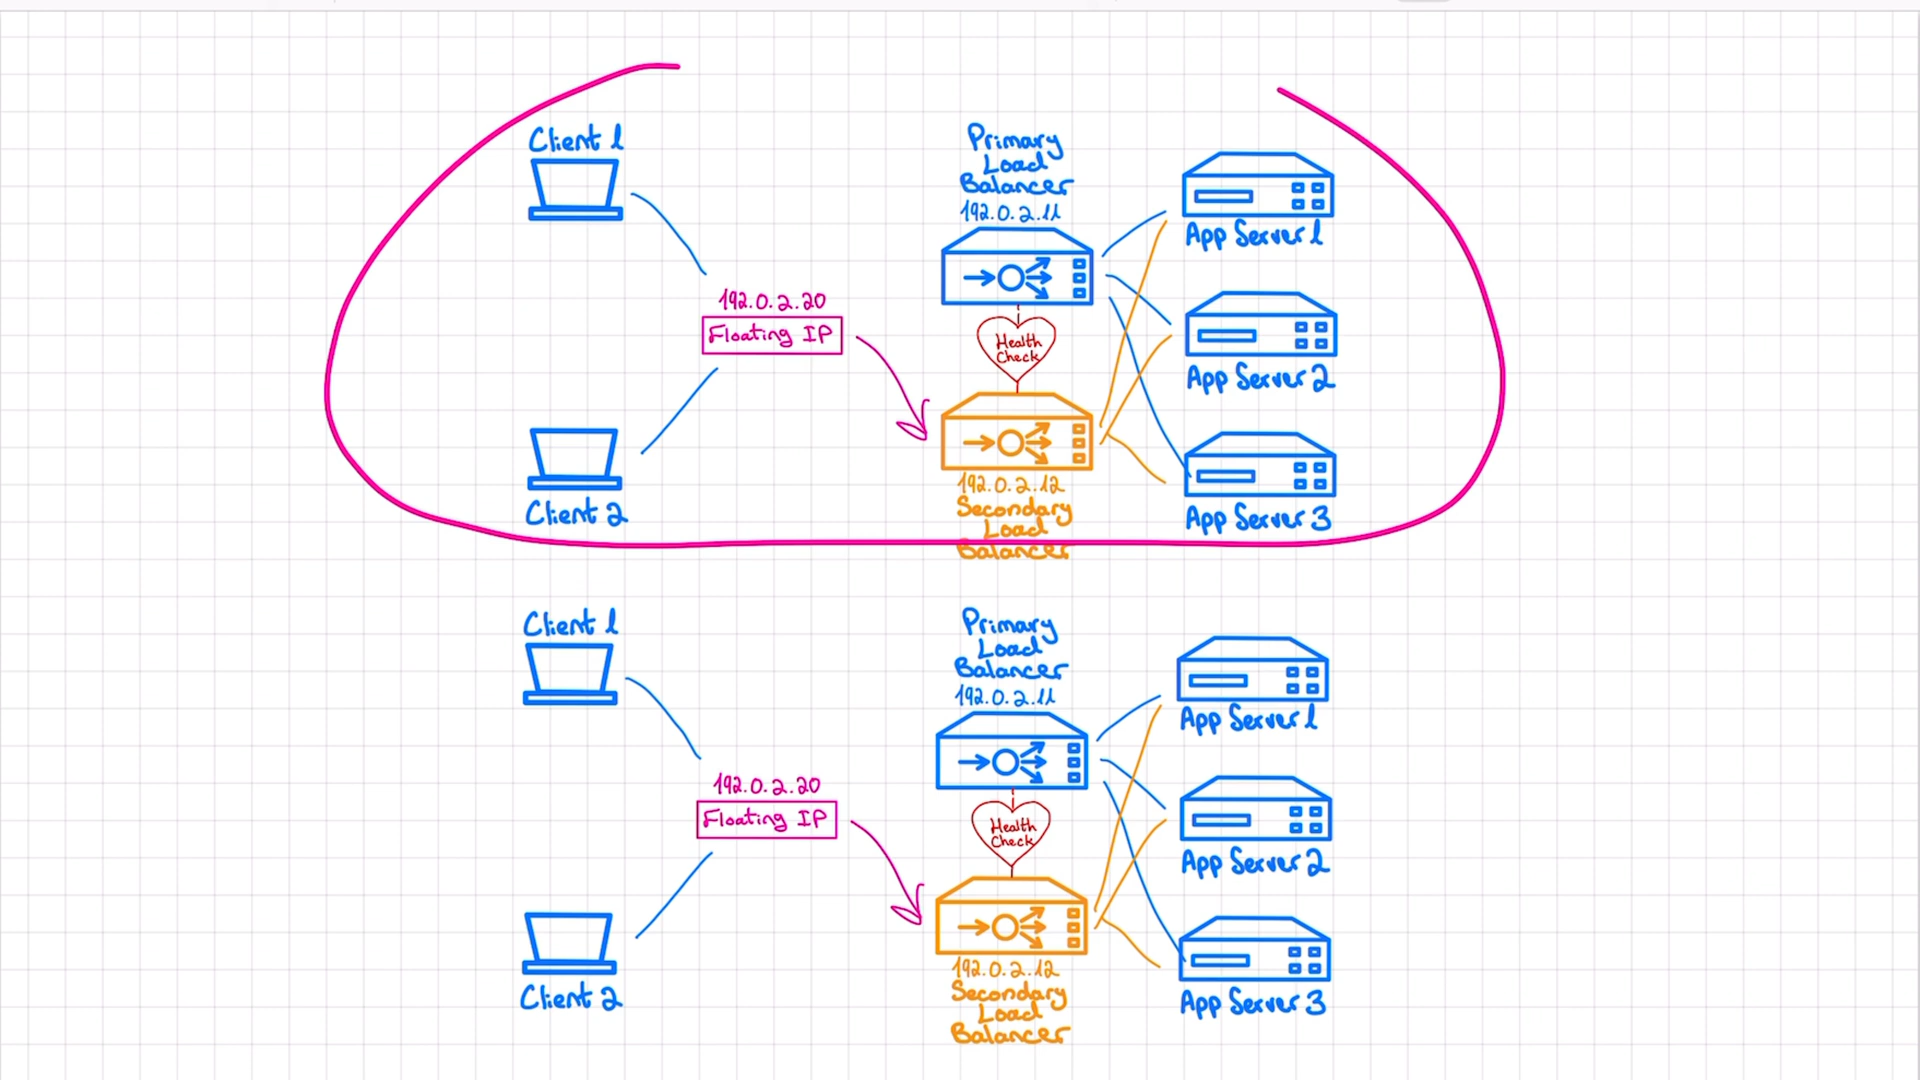 Client 1
Primary
Load
Balancer
192.0.2.11
App Server 1
192.0.2.20
Floating IP
Health
Check
App Server 2
192.0.2.12
Secondary
Load
Balancer
Client 2
App Server 3
Client 1
Primary
Load
Balancer
192.0.2.11
App Server 1
192.0.2.20
Floating IP
Health
Check
App Server 2
192.0.2.12
Secondary
Load
Balancer
Client 2
App Server 3